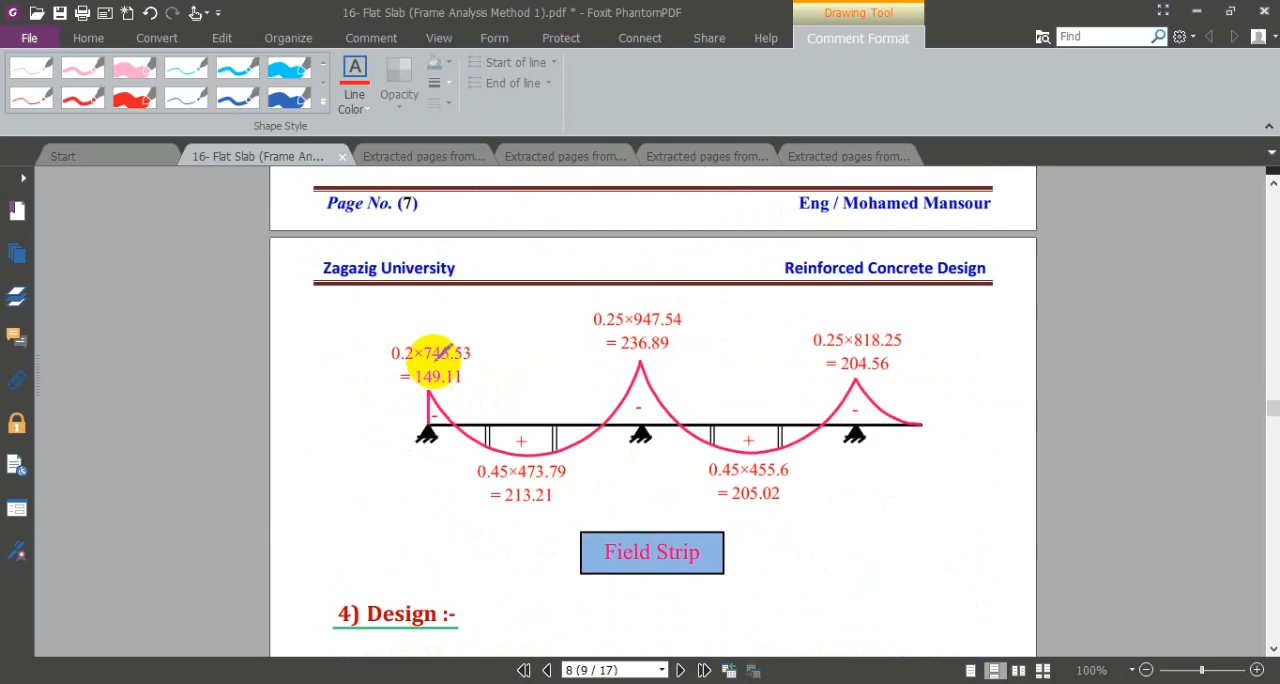 16- Flat Slab (Frame Analysis Method 1).pdf * - Foxit PhantomPDF
Drawing Tool
File Home Convert Edit Organize Comment View Form Protect Connect Share Help Comment Format
Find
Line Color
Opacity
Start of line
End of line
Shape Style
Start
16- Flat Slab (Frame An...
Extracted pages from...
Extracted pages from...
Extracted pages from...
Extracted pages from...
Page No. (7) Eng / Mohamed Mansour
Zagazig University Reinforced Concrete Design
0.25×947.54
= 236.89
0.25×818.25
= 204.56
0.2×745.53
= 149.11
- - -
+ +
0.45×473.79
= 213.21
0.45×455.6
= 205.02
Field Strip
4) Design :-
8 (9 / 17)
100%